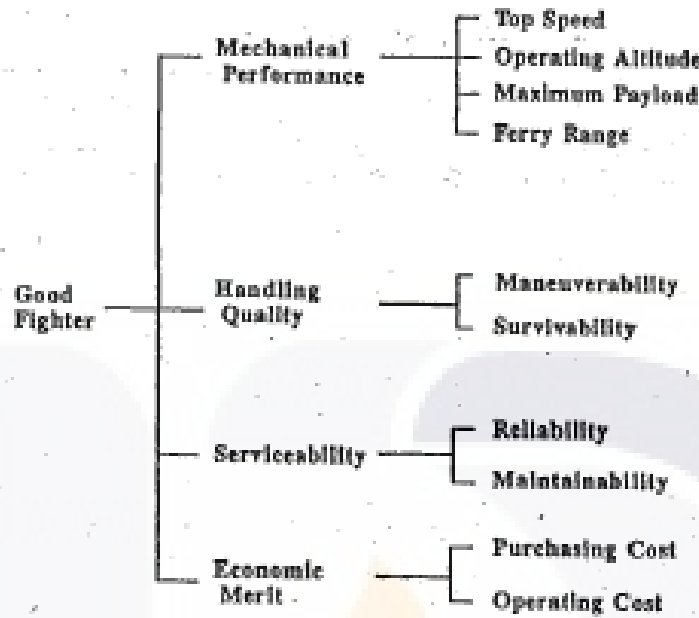 Good
Fighter
Mechanical
Performance
Top Speed
Operating Altitude
Maximum Payload
Ferry Range
Handling
Quality
Maneuverability
Survivability
Serviceability
Reliability
Maintainability
Economic
Merit
Purchasing Cost
Operating Cost